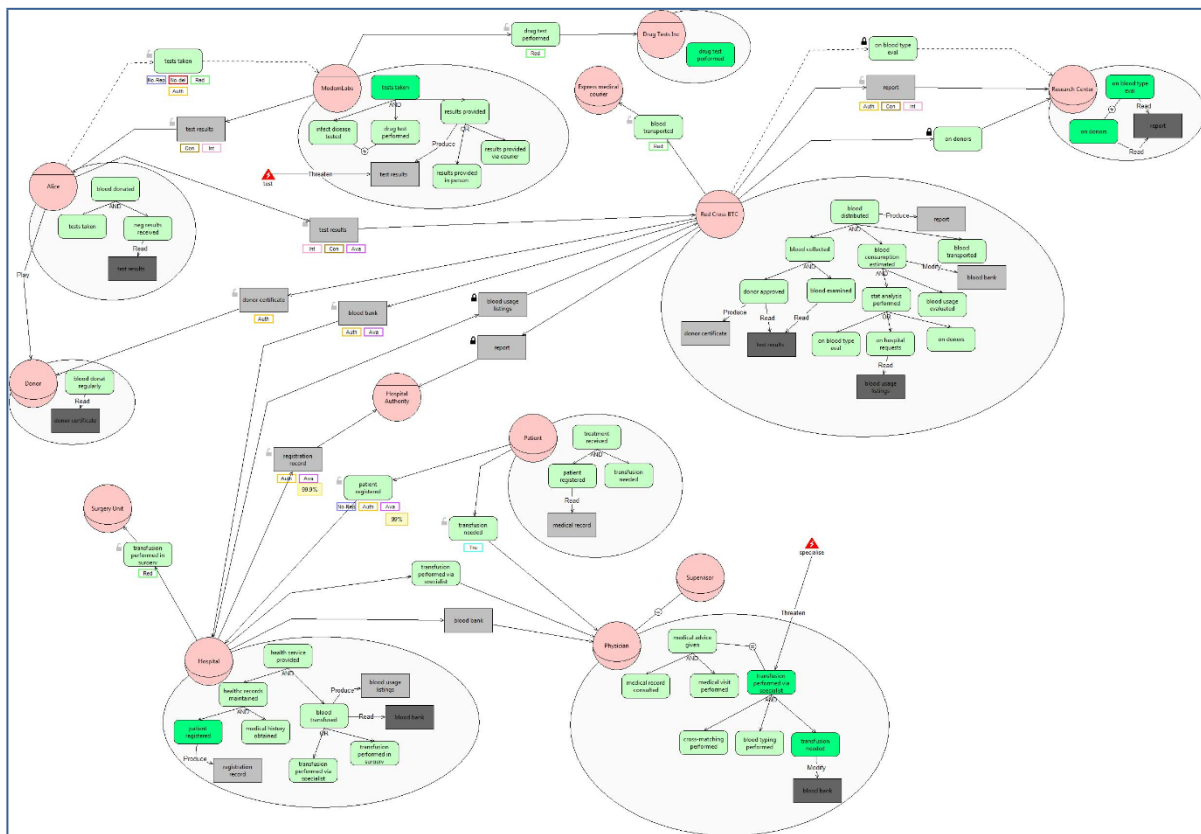 drug test
performed
Red
Drug Tests Inc
drug test
performed
tests taken
No Rep
No del
Red
Auth
on blood type
eval
report
Auth
Con
Int
Research Center
on blood type
eval
Read
on donors
report
Read
on donors
Express medical
courier
blood
transported
Red
ModomLabs
tests taken
AND
infect disease
tested
drug test
performed
results provided
OR
Produce
results provided
via courier
results provided
in person
test results
Threaten
test
test results
Con
Int
Alice
blood donated
AND
tests taken
neg results
received
Read
test results
Play
test results
Int
Con
Ava
Red Cross BTC
blood
distributed
Produce
report
AND
blood collected
blood
consumption
estimated
blood
transported
Modify
blood bank
AND
AND
donor approved
blood examined
stat analysis
performed
blood usage
evaluated
Produce
Read
Read
OR
donor certificate
test results
on blood type
eval
on hospital
requests
on donors
Read
blood usage
listings
donor certificate
Auth
blood bank
Auth
Ava
blood usage
listings
report
Donor
blood donat
regularly
Read
donor certificate
Hospital
Authority
registration
record
Auth
Ava
99.9%
Patient
treatment
received
AND
patient
registered
transfusion
needed
Read
medical record
patient
registered
No Rep
Auth
Ava
99%
transfusion
needed
Surgery Unit
transfusion
performed in
surgery
Red
transfusion
performed via
specialist
blood bank
Supervisor
specialise
Threaten
Hospital
health service
provided
AND
healthc records
maintained
AND
patient
registered
medical history
obtained
Produce
registration
record
blood
transfused
Produce
blood usage
listings
Read
blood bank
OR
transfusion
performed via
specialist
transfusion
performed in
surgery
Physician
medical advice
given
AND
medical record
consulted
medical visit
performed
transfusion
performed via
specialist
AND
cross-matching
performed
blood typing
performed
transfusion
needed
Modify
blood bank